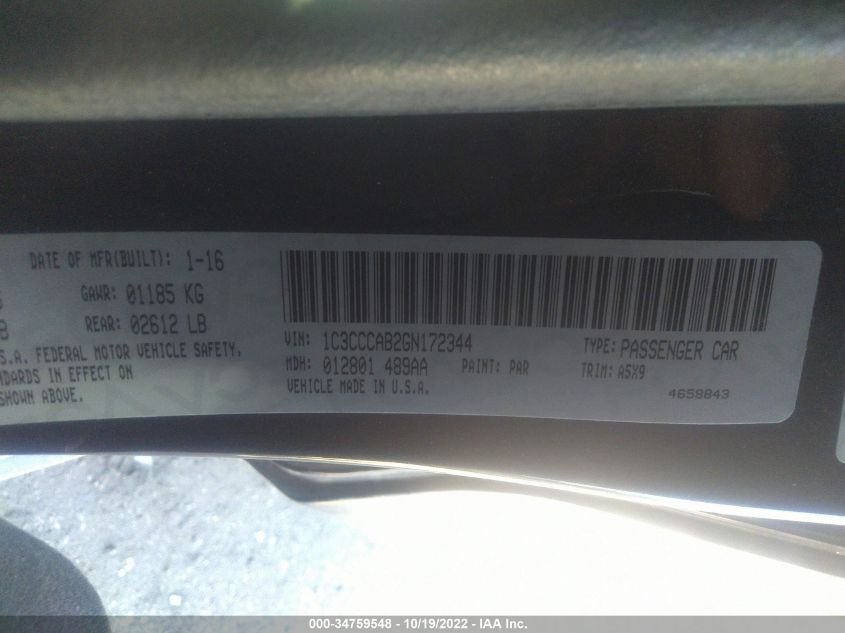 DATE OF MFR(BUILT): 1-16
GAWR: 01185 KG
B REAR: 02612 LB
S.A. FEDERAL MOTOR VEHICLE SAFETY,
NDARDS IN EFFECT ON
SHOWN ABOVE.
VIN: 1C3CCCAB2GN172344
TYPE: PASSENGER CAR
MDH: 012801 489AA
PAINT: PAR
TRIM: A5X9
VEHICLE MADE IN U.S.A.
4658843
000-34759548 - 10/19/2022 - IAA Inc.